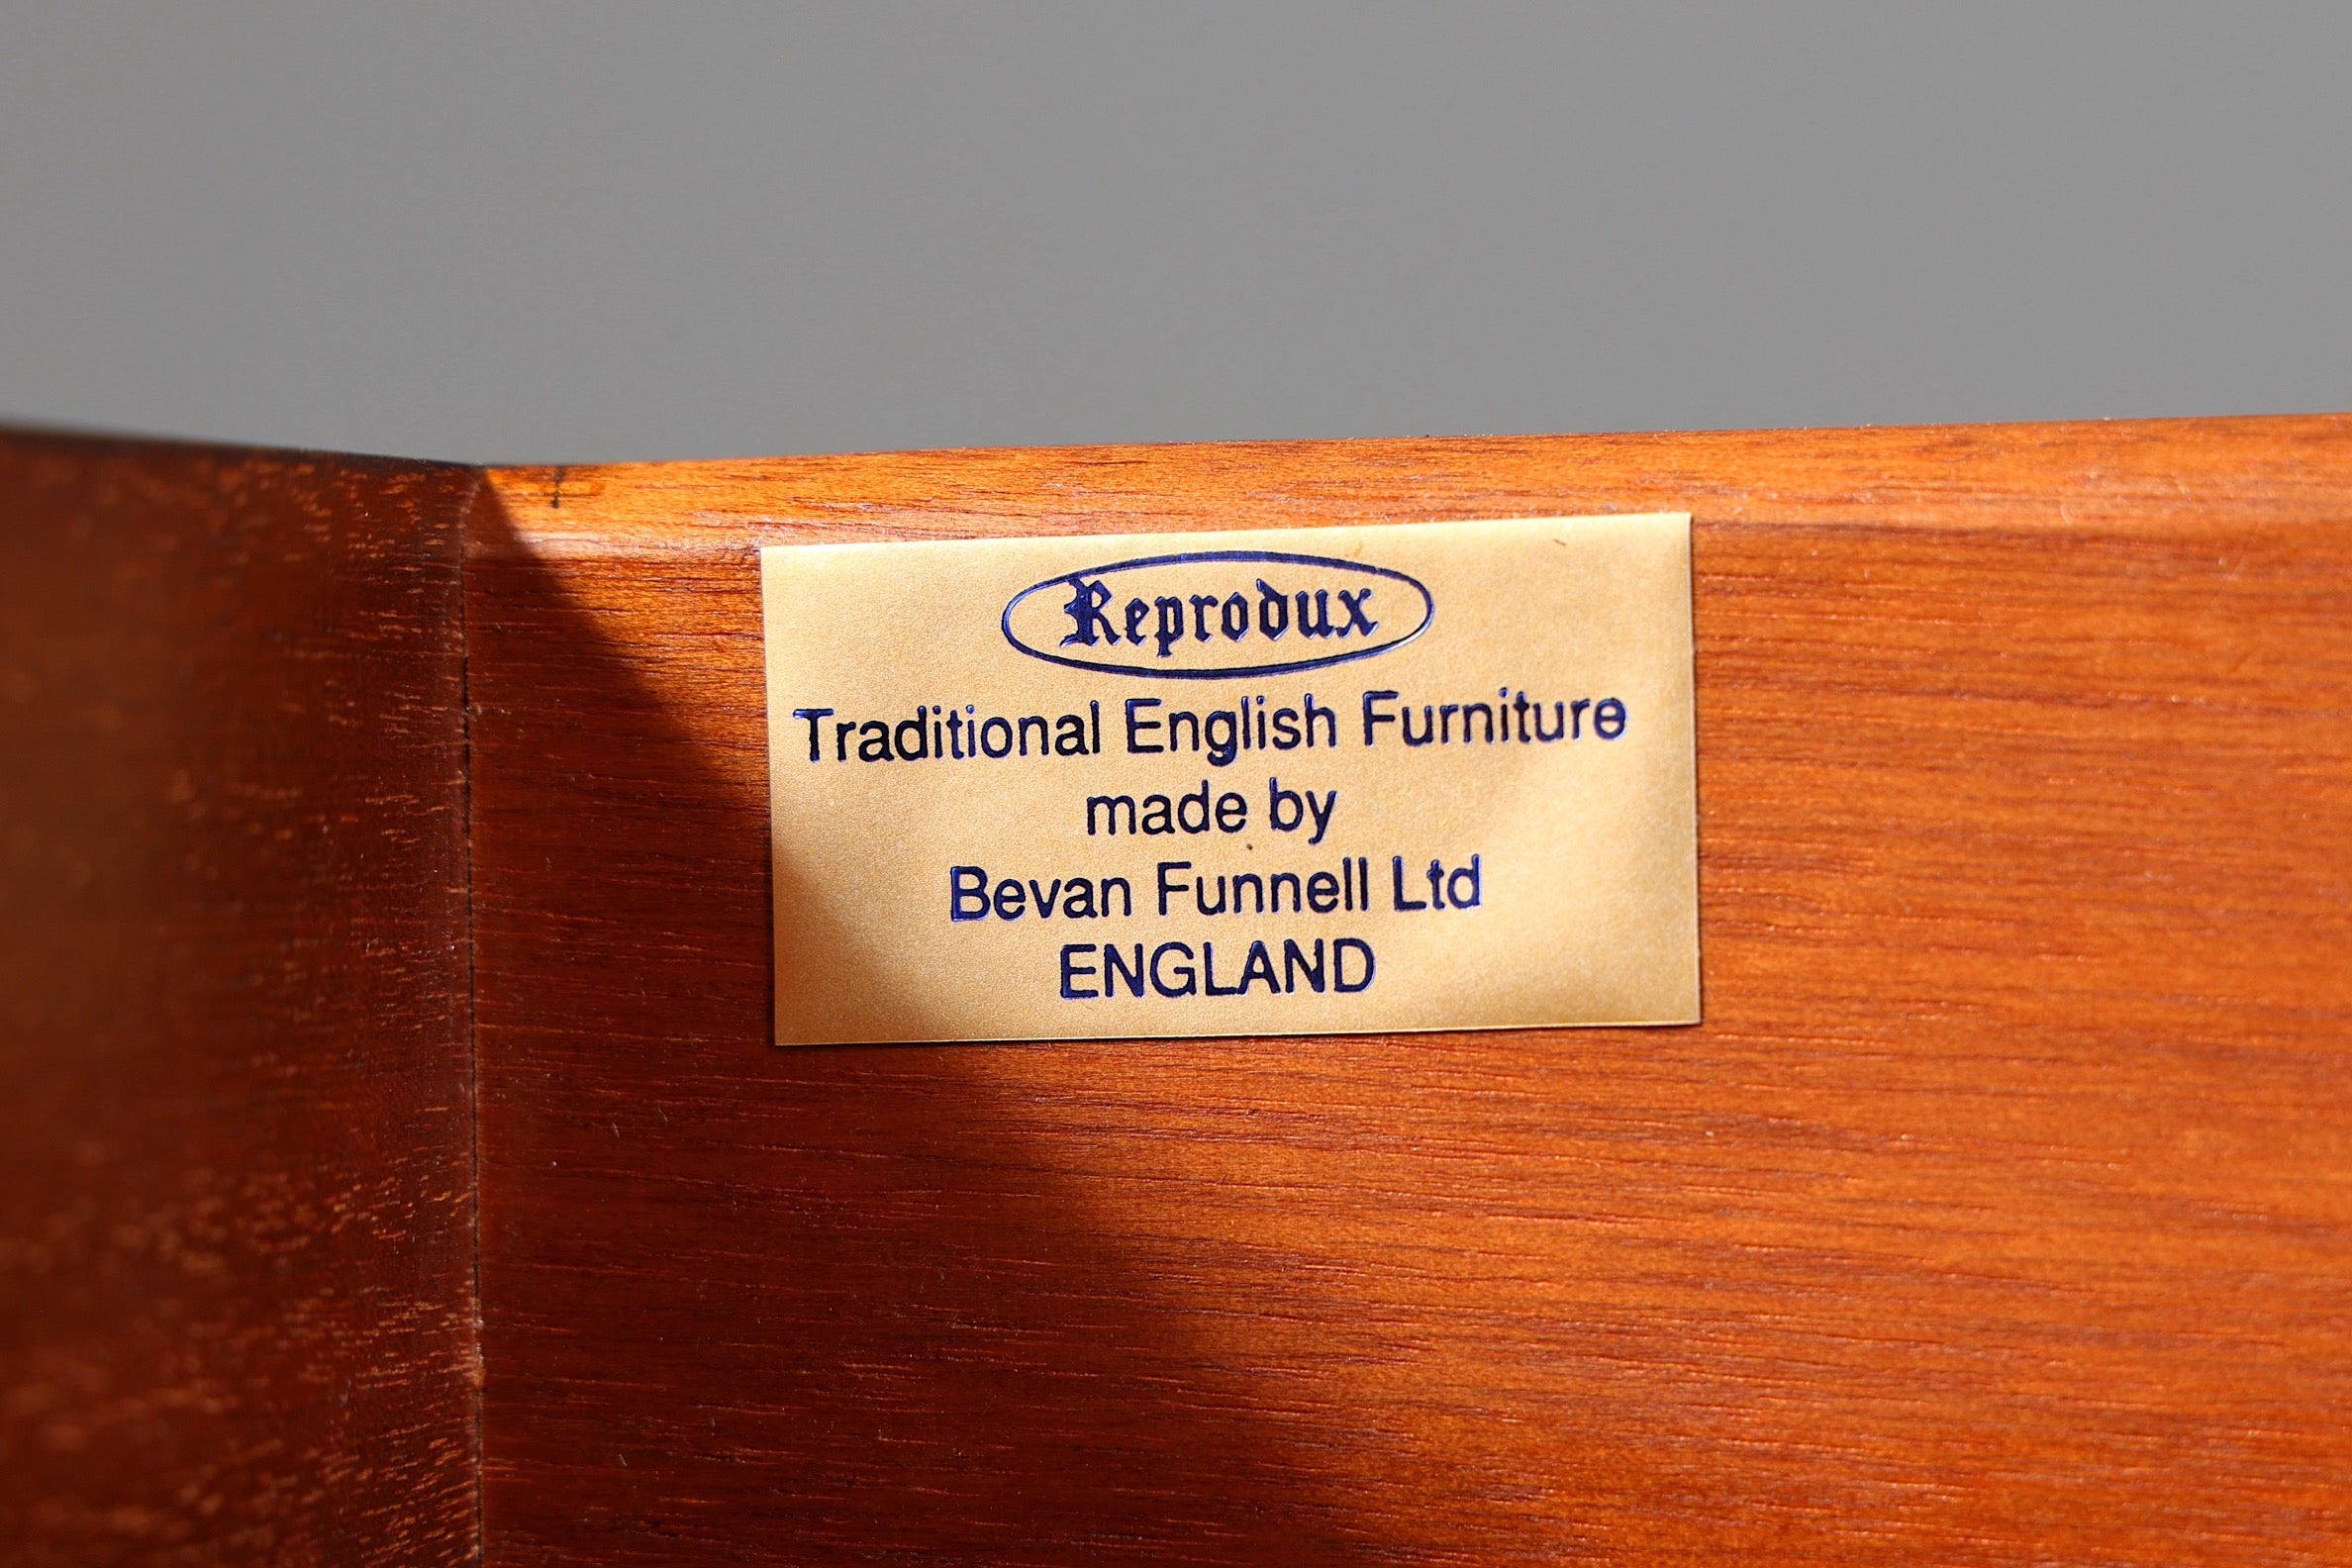 Reprodux
Traditional English Furniture
made by
Bevan Funnell Ltd
ENGLAND